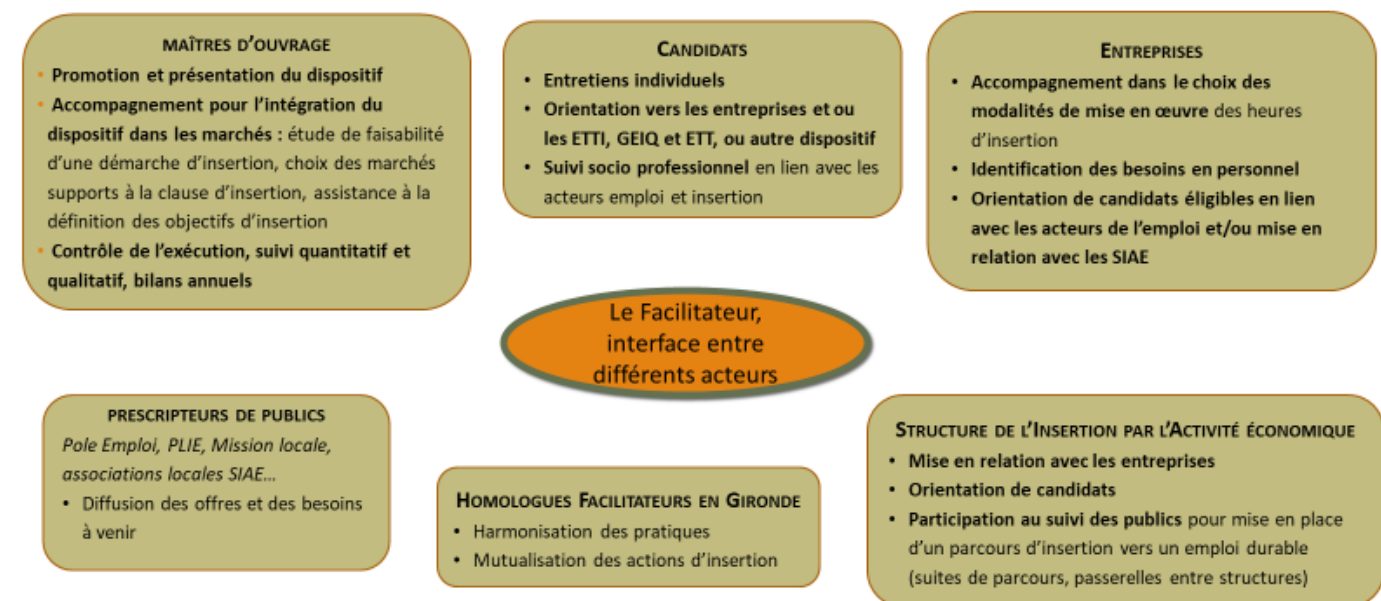 MAÎTRES D'OUVRAGE
• Promotion et présentation du dispositif
• Accompagnement pour l'intégration du
dispositif dans les marchés : étude de faisabilité
d'une démarche d'insertion, choix des marchés
supports à la clause d'insertion, assistance à la
définition des objectifs d'insertion
• Contrôle de l'exécution, suivi quantitatif et
qualitatif, bilans annuels
CANDIDATS
• Entretiens individuels
• Orientation vers les entreprises et ou
les ETTI, GEIQ et ETT, ou autre dispositif
• Suivi socio professionnel en lien avec les
acteurs emploi et insertion
ENTREPRISES
• Accompagnement dans le choix des
modalités de mise en œuvre des heures
d'insertion
• Identification des besoins en personnel
• Orientation de candidats éligibles en lien
avec les acteurs de l'emploi et/ou mise en
relation avec les SIAE
Le Facilitateur,
interface entre
différents acteurs
PRESCRIPTEURS DE PUBLICS
Pole Emploi, PLIE, Mission locale,
associations locales SIAE...
• Diffusion des offres et des besoins
à venir
HOMOLOGUES FACILITATEURS EN GIRONDE
• Harmonisation des pratiques
• Mutualisation des actions d'insertion
STRUCTURE DE L'INSERTION PAR L'ACTIVITÉ ÉCONOMIQUE
• Mise en relation avec les entreprises
• Orientation de candidats
• Participation au suivi des publics pour mise en place
d'un parcours d'insertion vers un emploi durable
(suites de parcours, passerelles entre structures)